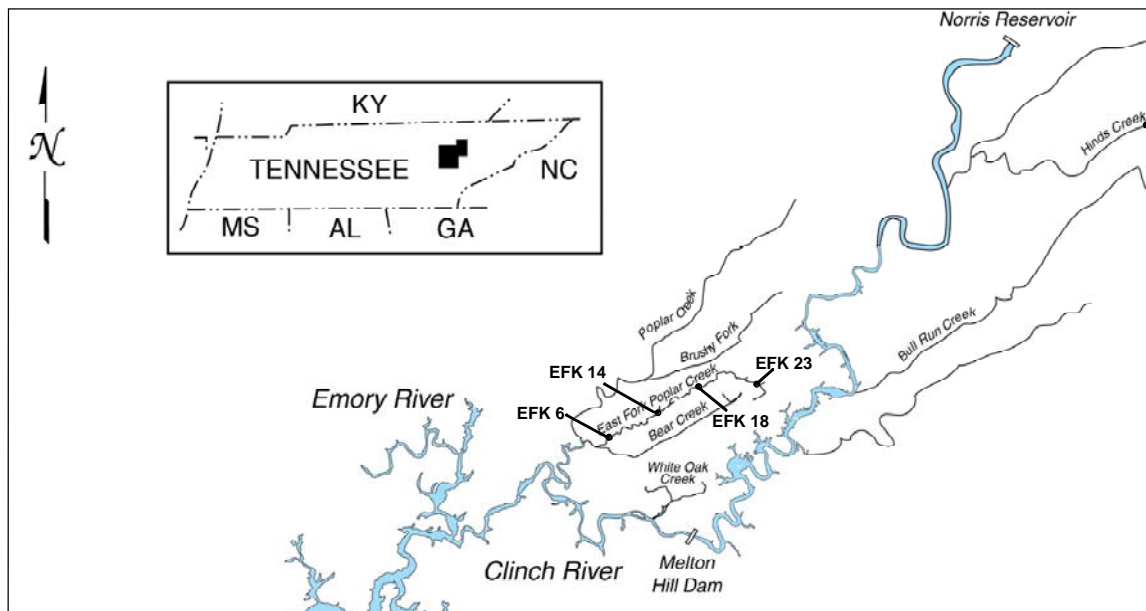 Norris Reservoir
N
KY
TENNESSEE
NC
MS
AL
GA
Hinds Creek
Poplar Creek
Brushy Fork
Bull Run Creek
EFK 14
EFK 23
East Fork Poplar Creek
Emory River
EFK 6
Bear Creek
EFK 18
White Oak
Creek
Clinch River
Melton
Hill Dam